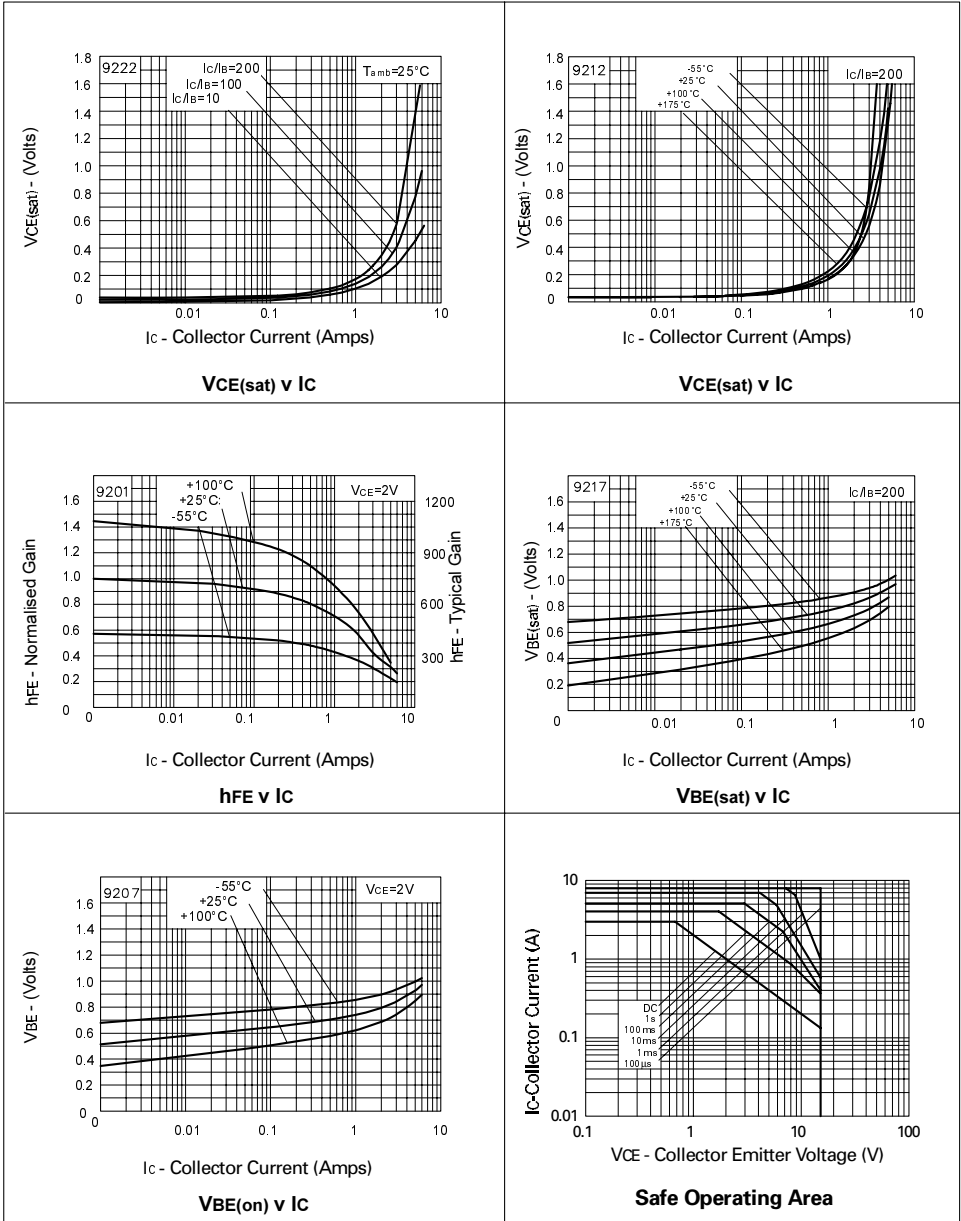 1.8
1.6
1.4
1.2
1.0
0.8
0.6
0.4
0.2
0
VCE(sat) - (Volts)
9222
IC/IB=200
IC/IB=100
IC/IB=10
Tamb=25°C
0.01 0.1 1 10
IC - Collector Current (Amps)
VCE(sat) v IC
1.8
1.6
1.4
1.2
1.0
0.8
0.6
0.4
0.2
0
VCE(sat) - (Volts)
9212
-55°C
+25°C
+100°C
+175°C
IC/IB=200
0.01 0.1 1 10
IC - Collector Current (Amps)
VCE(sat) v IC
1.6
1.4
1.2
1.0
0.8
0.6
0.4
0.2
0
hFE - Normalised Gain
9201
+100°C
+25°C
-55°C
VCE=2V
1200
900
600
300
hFE - Typical Gain
0 0.01 0.1 1 10
IC - Collector Current (Amps)
hFE v IC
1.6
1.4
1.2
1.0
0.8
0.6
0.4
0.2
VBE(sat) - (Volts)
9217
-55°C
+25°C
+100°C
+175°C
IC/IB=200
0 0.01 0.1 1 10
IC - Collector Current (Amps)
VBE(sat) v IC
1.6
1.4
1.2
1.0
0.8
0.6
0.4
0.2
0
VBE - (Volts)
9207
-55°C
+25°C
+100°C
VCE=2V
0 0.01 0.1 1 10
IC - Collector Current (Amps)
VBE(on) v IC
10
1
0.1
0.01
IC-Collector Current (A)
DC
1s
100ms
10ms
1ms
100µs
0.1 1 10 100
VCE - Collector Emitter Voltage (V)
Safe Operating Area